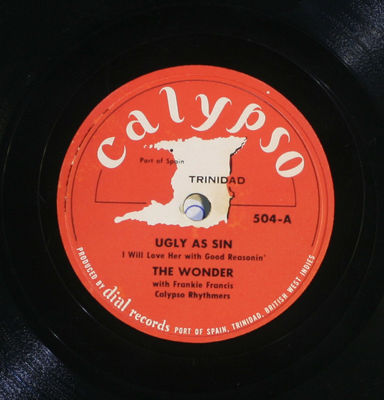 calypso
Port of Spain
TRINIDAD
504-A
UGLY AS SIN
I Will Love Her with Good Reasonin'
THE WONDER
with Frankie Francis
Calypso Rhythmers
PRODUCED BY dial records PORT OF SPAIN, TRINIDAD, BRITISH WEST INDIES